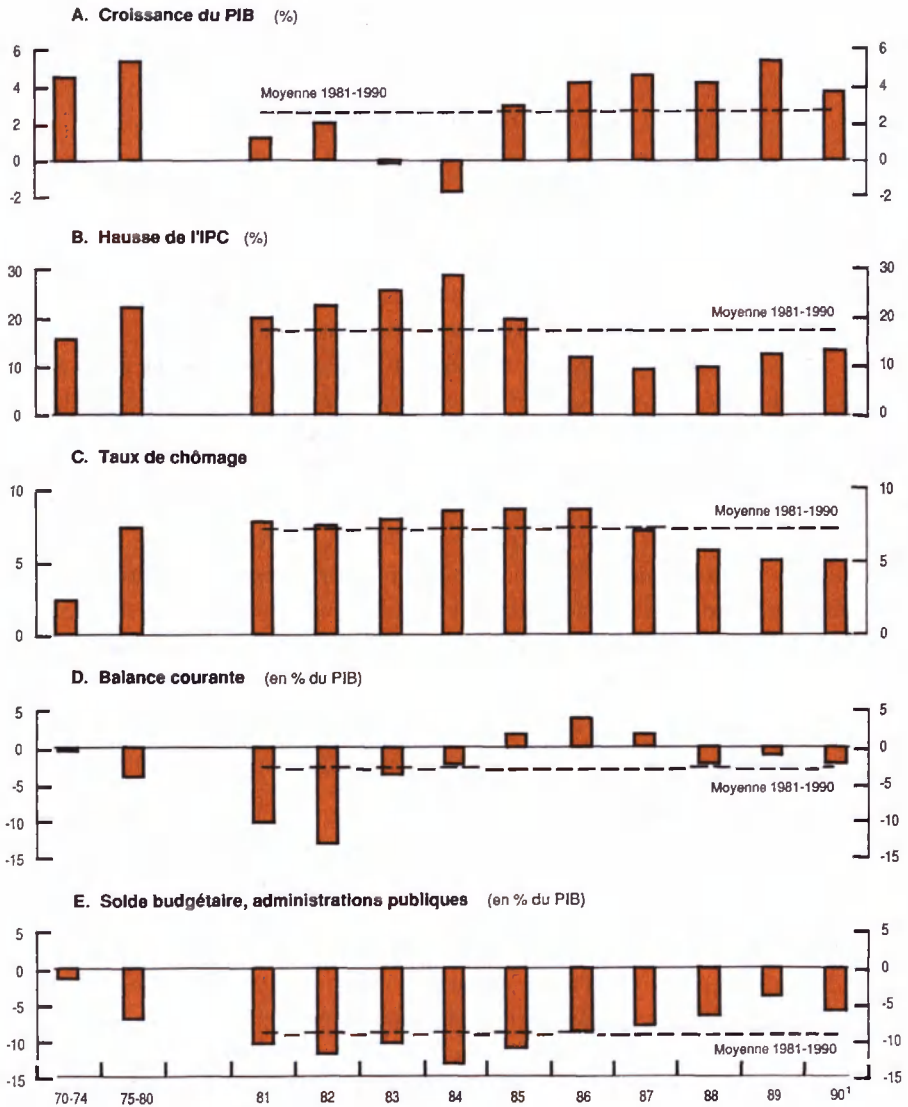 A. Croissance du PIB (%)
6 6
4 4
Moyenne 1981-1990
2 2
0 0
-2 -2
B. Hausse de l'IPC (%)
30 30
20 20
Moyenne 1981-1990
10 10
0 0
C. Taux de chômage
10 10
Moyenne 1981-1990
5 5
0 0
D. Balance courante (en % du PIB)
5 5
0 0
-5 -5
Moyenne 1981-1990
-10 -10
-15 -15
E. Solde budgétaire, administrations publiques (en % du PIB)
5 5
0 0
-5 -5
-10 -10
Moyenne 1981-1990
-15 -15
70-74 75-80 81 82 83 84 85 86 87 88 89 90¹